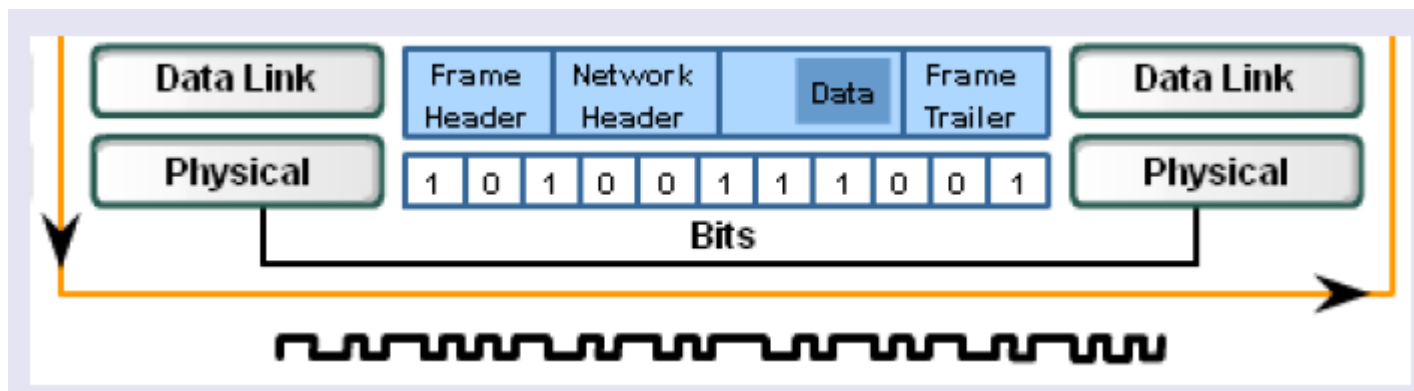 Data Link
Frame Header
Network Header
Data
Frame Trailer
Data Link
Physical
1 0 1 0 0 1 1 1 0 0 1
Physical
Bits